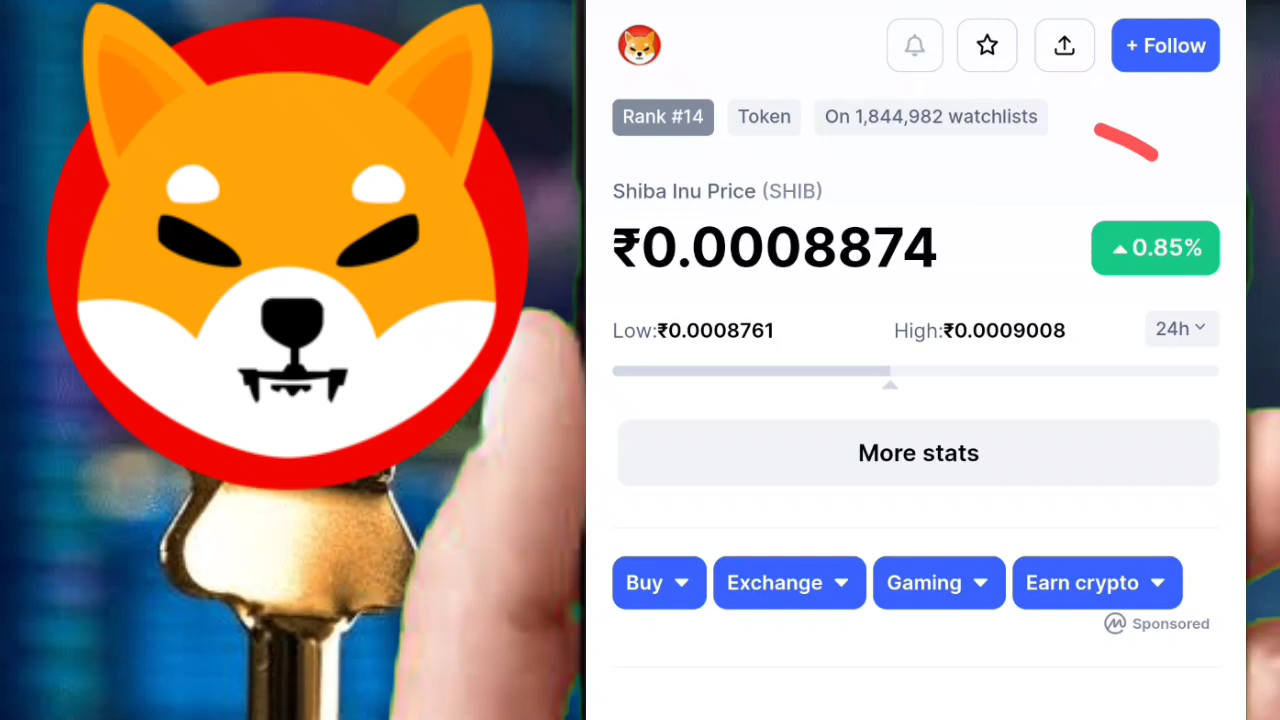 + Follow
Rank #14 Token On 1,844,982 watchlists
Shiba Inu Price (SHIB)
₹0.0008874 0.85%
Low:₹0.0008761 High:₹0.0009008 24h
More stats
Buy Exchange Gaming Earn crypto
Sponsored